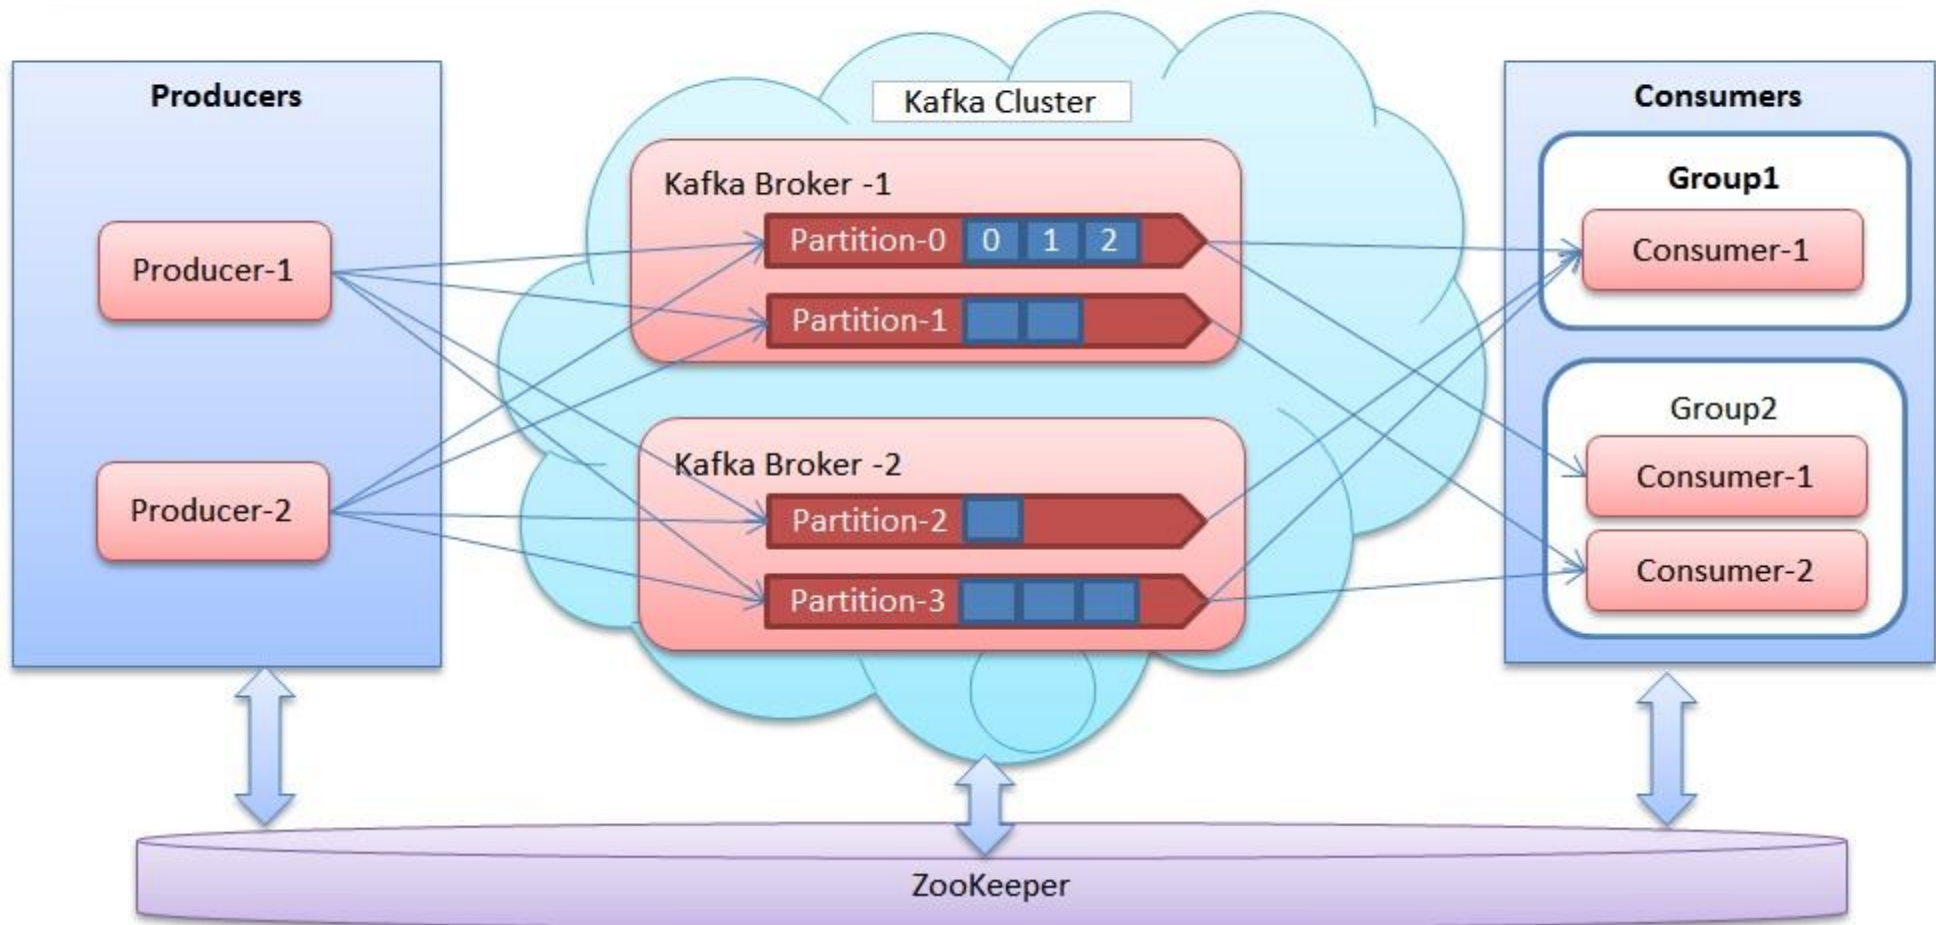 Producers
Producer-1
Producer-2
Kafka Cluster
Kafka Broker -1
Partition-0 0 1 2
Partition-1
Kafka Broker -2
Partition-2
Partition-3
Consumers
Group1
Consumer-1
Group2
Consumer-1
Consumer-2
ZooKeeper